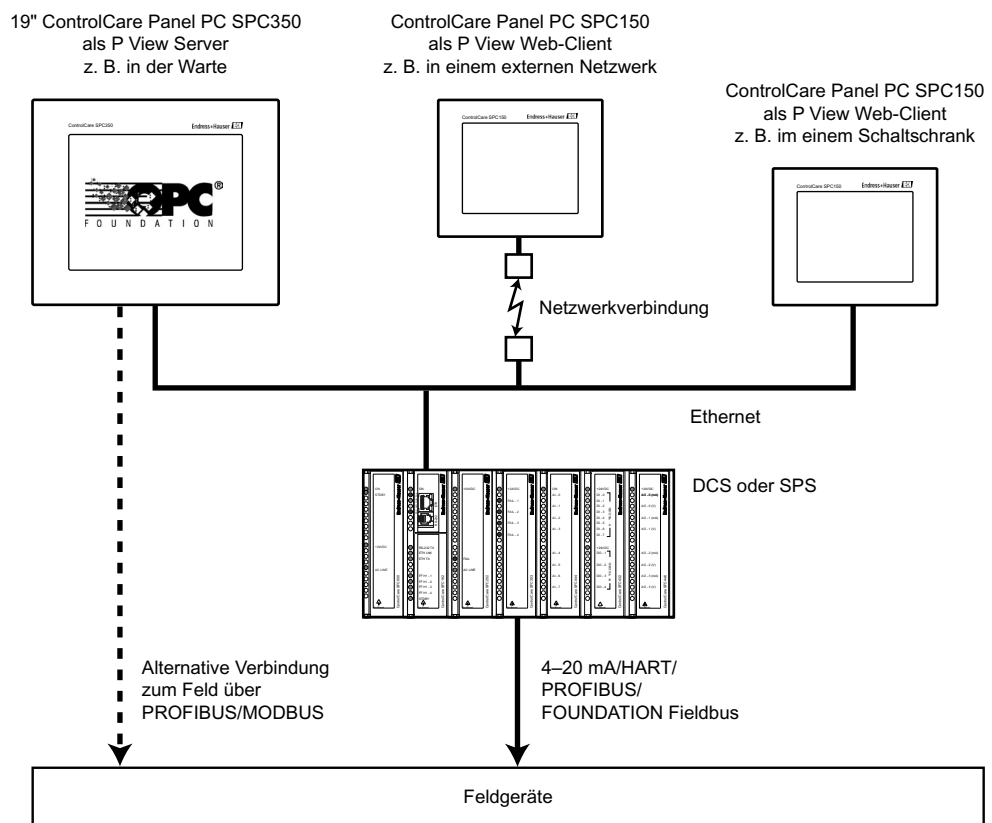 19" ControlCare Panel PC SPC350
als P View Server
z. B. in der Warte
ControlCare Panel PC SPC150
als P View Web-Client
z. B. in einem externen Netzwerk
ControlCare Panel PC SPC150
als P View Web-Client
z. B. im einem Schaltschrank
ControlCare SPC350
Endress+Hauser
OPC®
FOUNDATION
ControlCare SPC150
Endress+Hauser
ControlCare SPC150
Endress+Hauser
Netzwerkverbindung
Ethernet
DCS oder SPS
Alternative Verbindung
zum Feld über
PROFIBUS/MODBUS
4–20 mA/HART/
PROFIBUS/
FOUNDATION Fieldbus
Feldgeräte